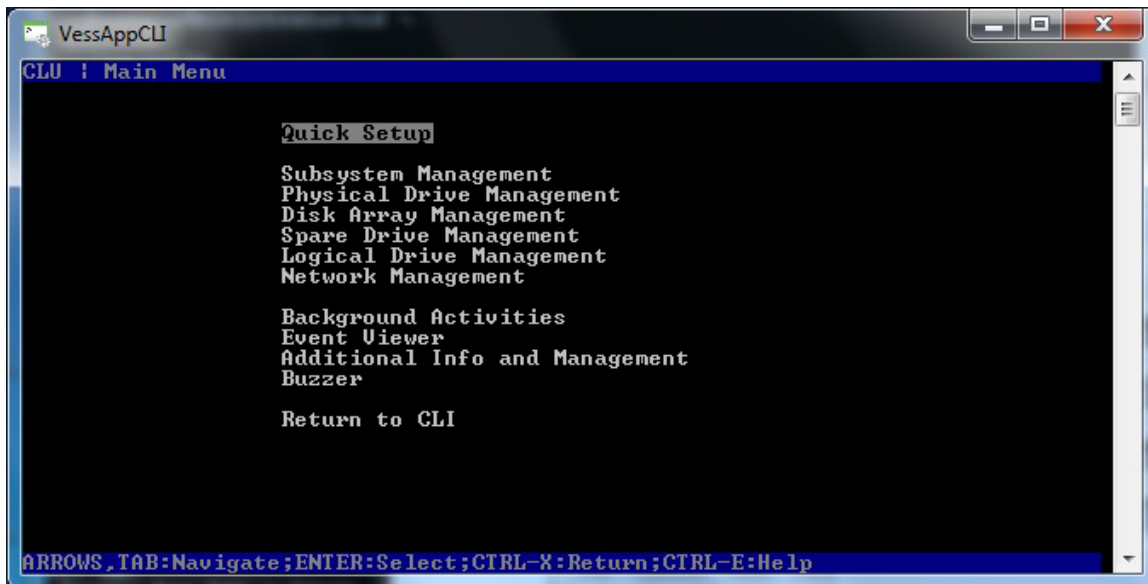 VessAppCLI
CLU ¦ Main Menu
Quick Setup
Subsystem Management
Physical Drive Management
Disk Array Management
Spare Drive Management
Logical Drive Management
Network Management
Background Activities
Event Viewer
Additional Info and Management
Buzzer
Return to CLI
ARROWS,TAB:Navigate;ENTER:Select;CTRL-X:Return;CTRL-E:Help